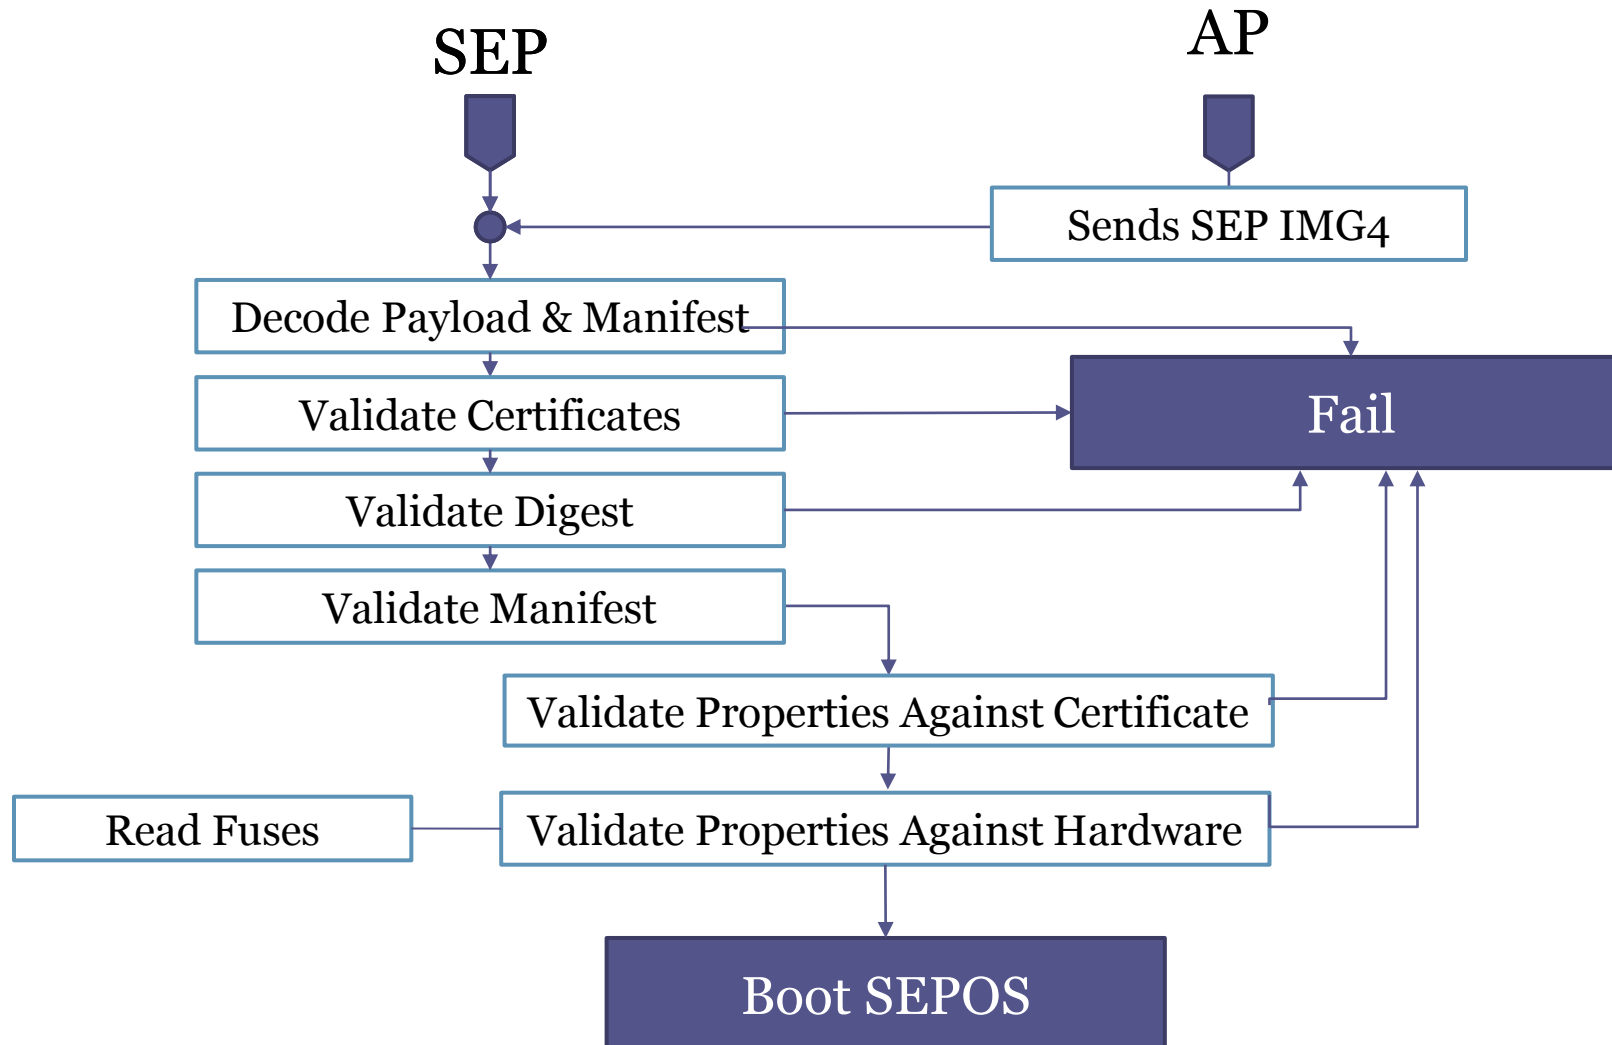 SEP
AP
Sends SEP IMG4
Decode Payload & Manifest
Validate Certificates
Fail
Validate Digest
Validate Manifest
Validate Properties Against Certificate
Read Fuses
Validate Properties Against Hardware
Boot SEPOS